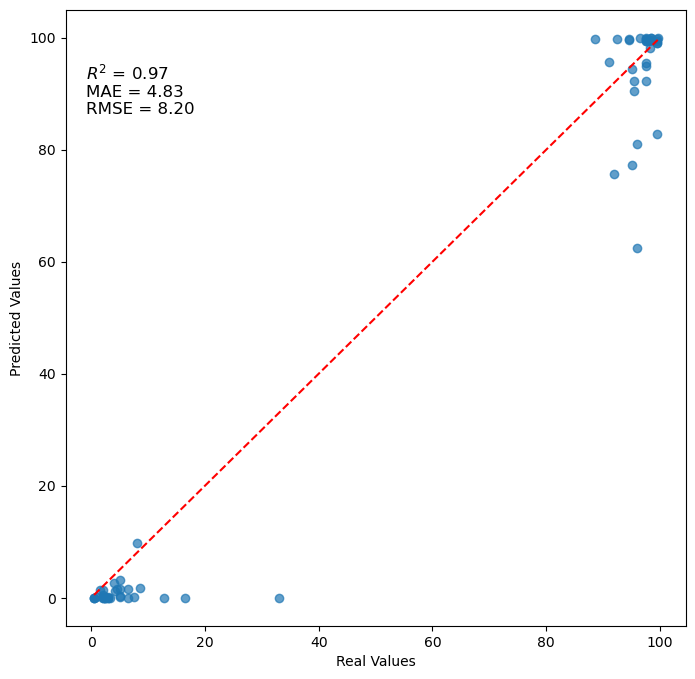 100
R² = 0.97
MAE = 4.83
RMSE = 8.20
80
60
Predicted Values
40
20
0
0 20 40 60 80 100
Real Values